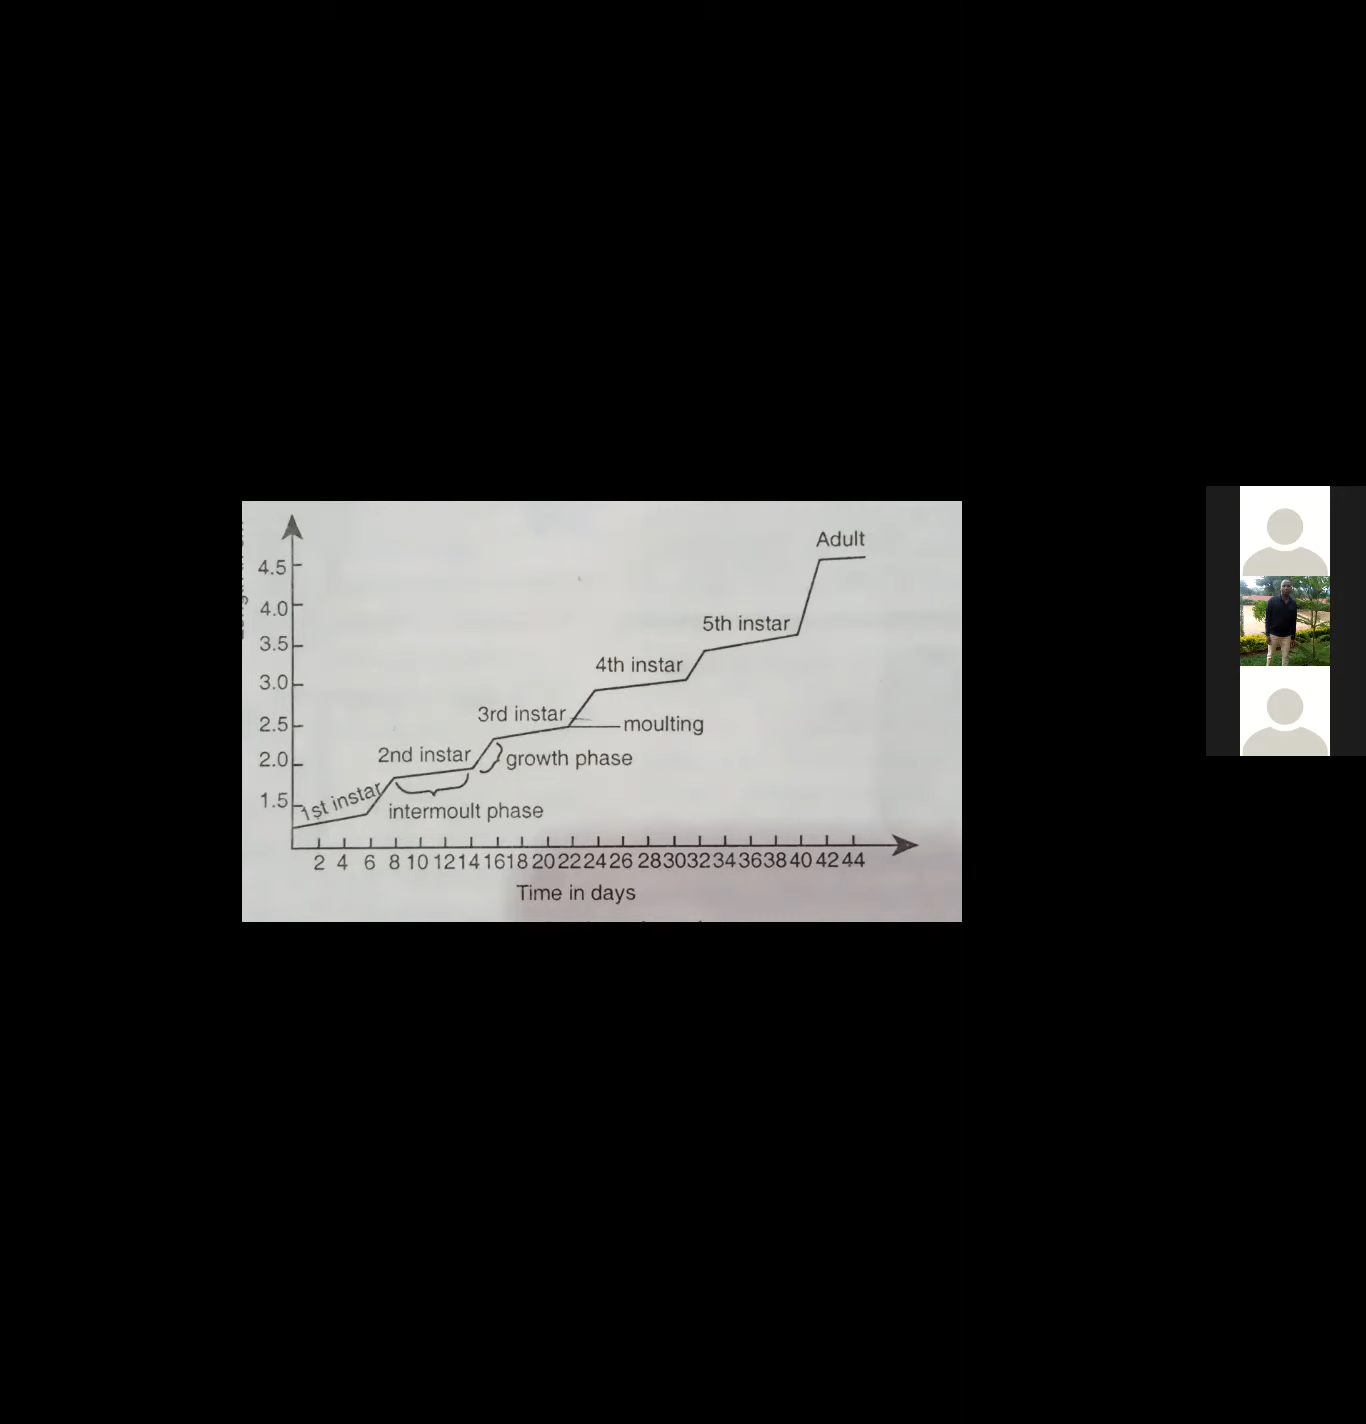 Adult
4.5
4.0
5th instar
3.5
4th instar
3.0
3rd instar
2.5
moulting
2nd instar
2.0
growth phase
1.5
1st instar
intermoult phase
2 4 6 8 10 12 14 16 18 20 22 24 26 28 30 32 34 36 38 40 42 44
Time in days